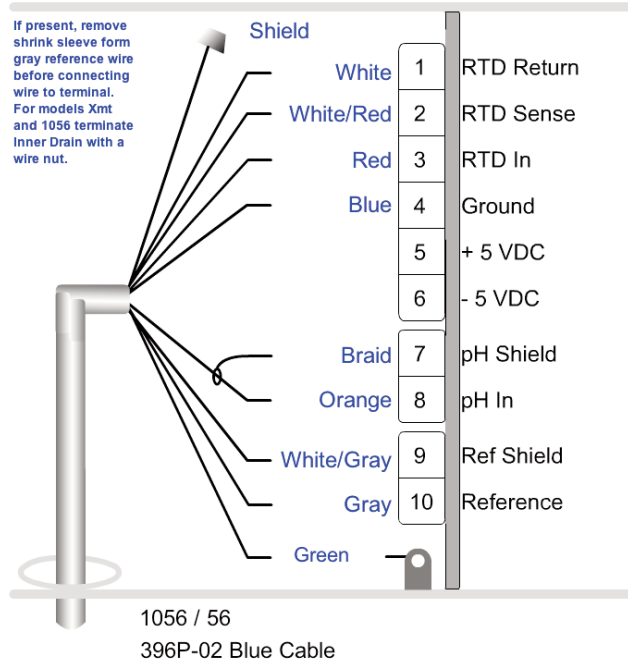 If present, remove
shrink sleeve form
gray reference wire
before connecting
wire to terminal.
For models Xmt
and 1056 terminate
Inner Drain with a
wire nut.
Shield
White 1 RTD Return
White/Red 2 RTD Sense
Red 3 RTD In
Blue 4 Ground
5 + 5 VDC
6 - 5 VDC
Braid 7 pH Shield
Orange 8 pH In
White/Gray 9 Ref Shield
Gray 10 Reference
Green
1056 / 56
396P-02 Blue Cable